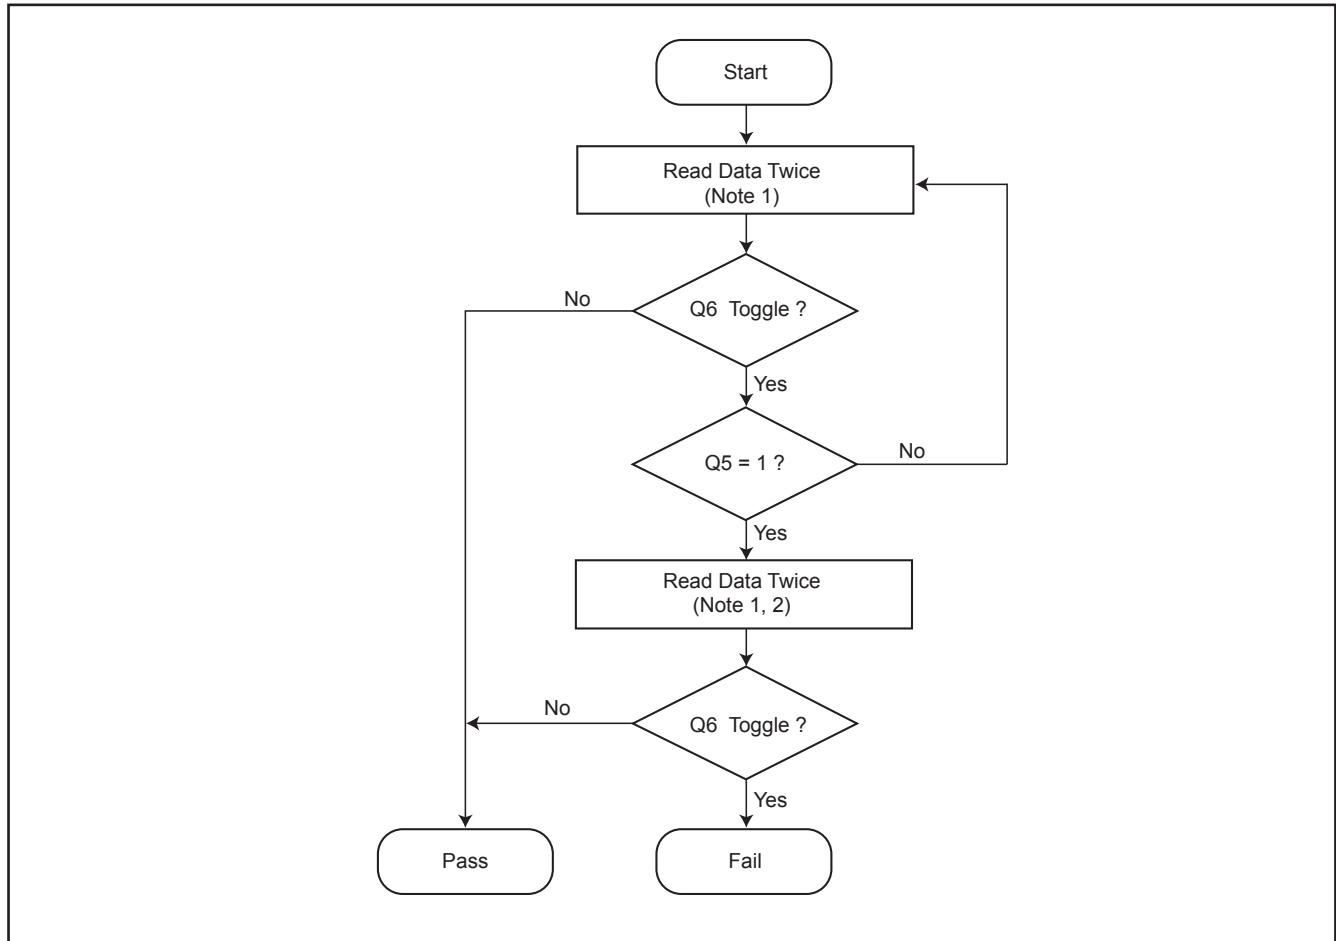 Start
Read Data Twice
(Note 1)
No
Q6 Toggle ?
Yes
Q5 = 1 ?
No
Yes
Read Data Twice
(Note 1, 2)
No
Q6 Toggle ?
Yes
Pass
Fail